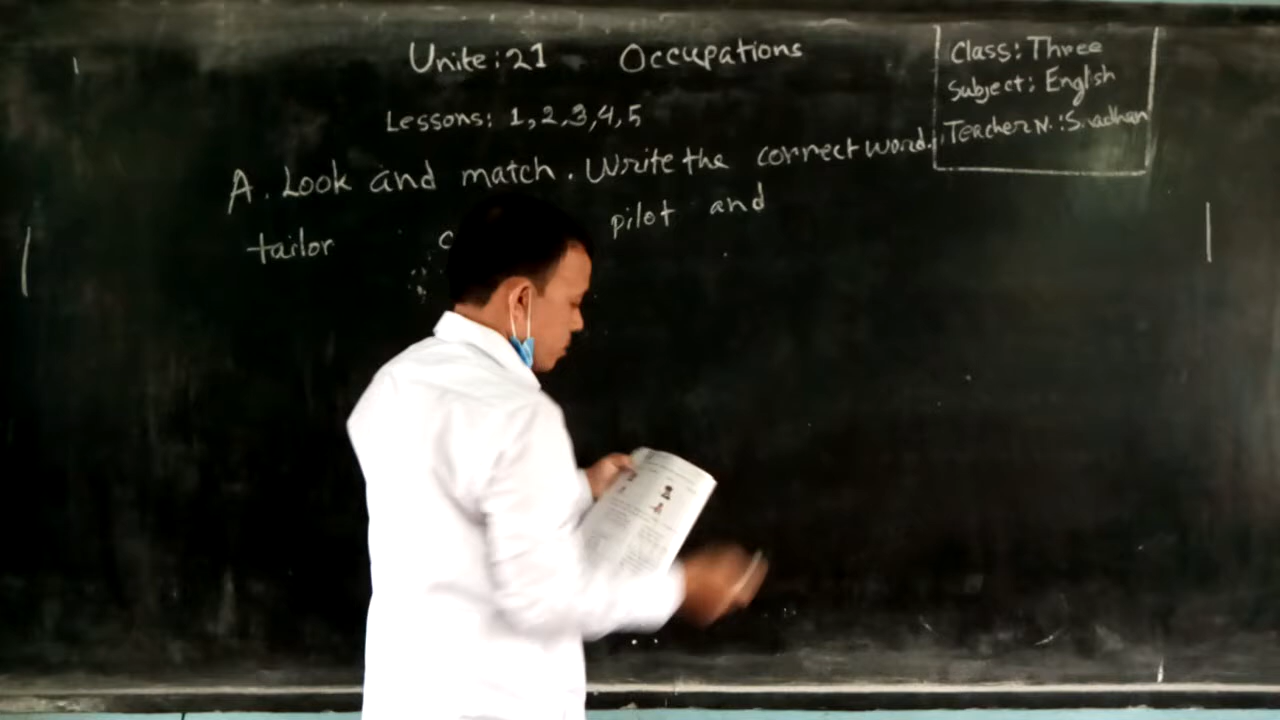 Unite: 21 Occupations
Class: Three
Subject: English
Teacher N.:
Lessons: 1, 2, 3, 4, 5
A. Look and match. Write the correct word.
tailor pilot and